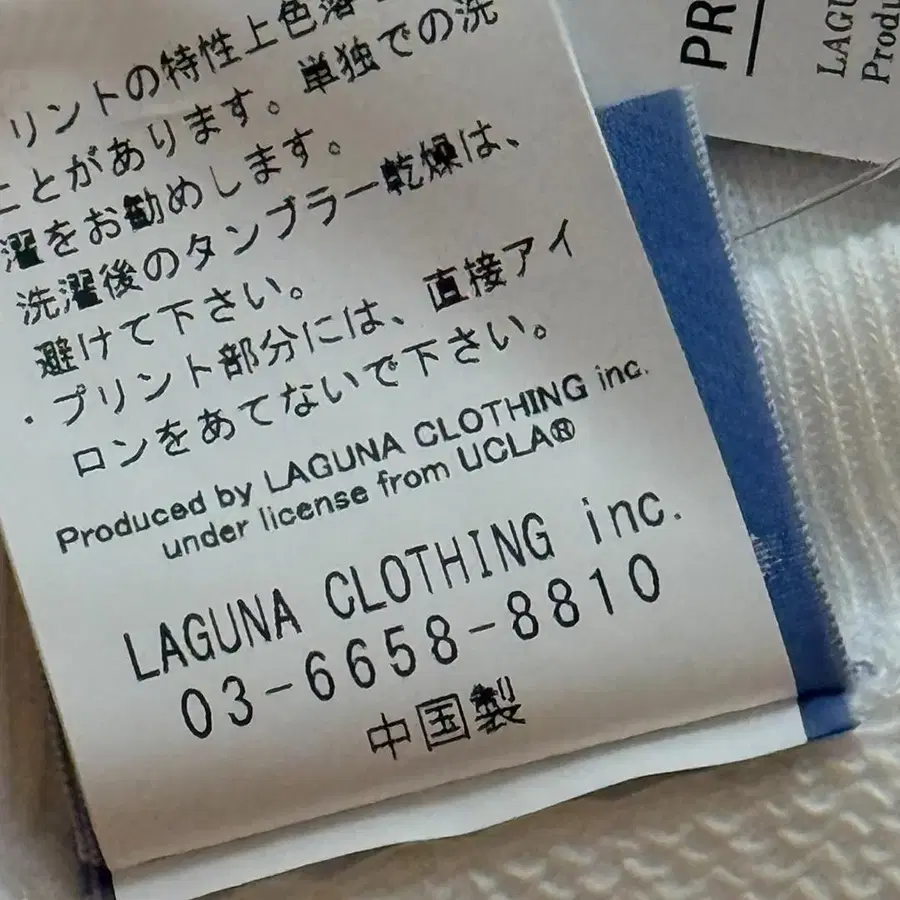 リントの特性上色落
ことがあります。単独での洗
濯をお勧めします。
洗濯後のタンブラー乾燥は、
避けて下さい。
・プリント部分には、直接アイ
ロンをあてないで下さい。
Produced by LAGUNA CLOTHING inc.
under license from UCLA®
LAGUNA CLOTHING inc.
03-6658-8810
中国製
PR
LAGU
Produ